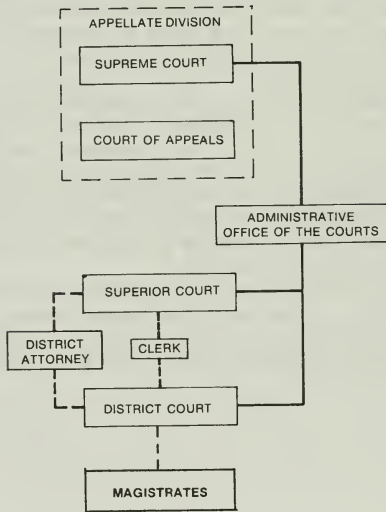 APPELLATE DIVISION
SUPREME COURT
COURT OF APPEALS
ADMINISTRATIVE
OFFICE OF THE COURTS
SUPERIOR COURT
DISTRICT
ATTORNEY
CLERK
DISTRICT COURT
MAGISTRATES